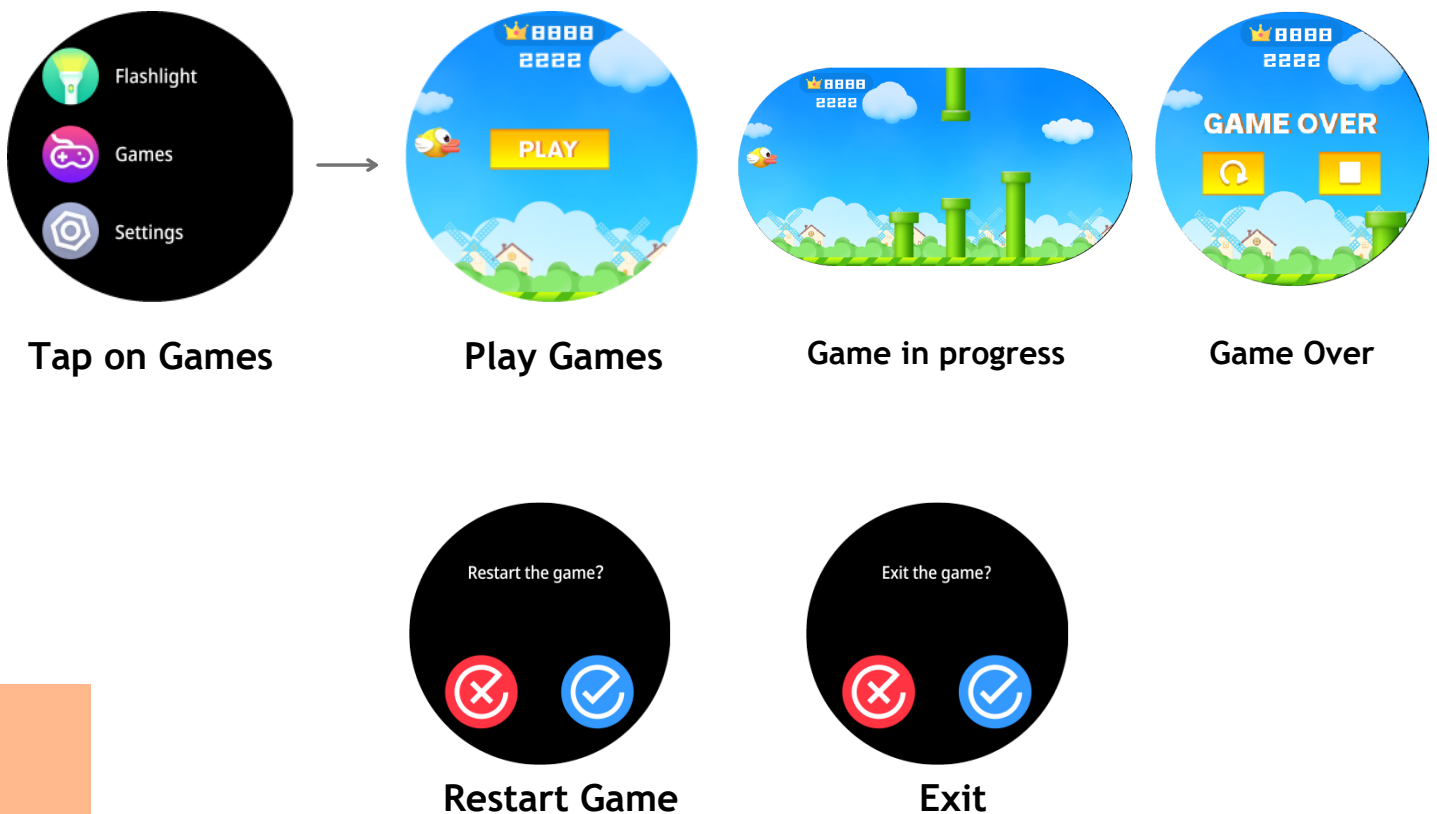 Flashlight
Games
Settings
8888
2222
PLAY
8888
2222
8888
2222
GAME OVER
Tap on Games
Play Games
Game in progress
Game Over
Restart the game?
Exit the game?
Restart Game
Exit